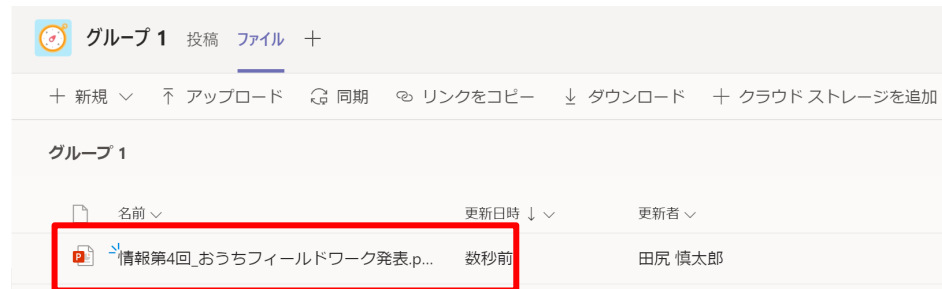 グループ 1 投稿 ファイル +
+ 新規 アップロード 同期 リンクをコピー ダウンロード + クラウド ストレージを追加
グループ 1
名前 更新日時 ↓ 更新者
情報第4回_おうちフィールドワーク発表.p... 数秒前 田尻 慎太郎